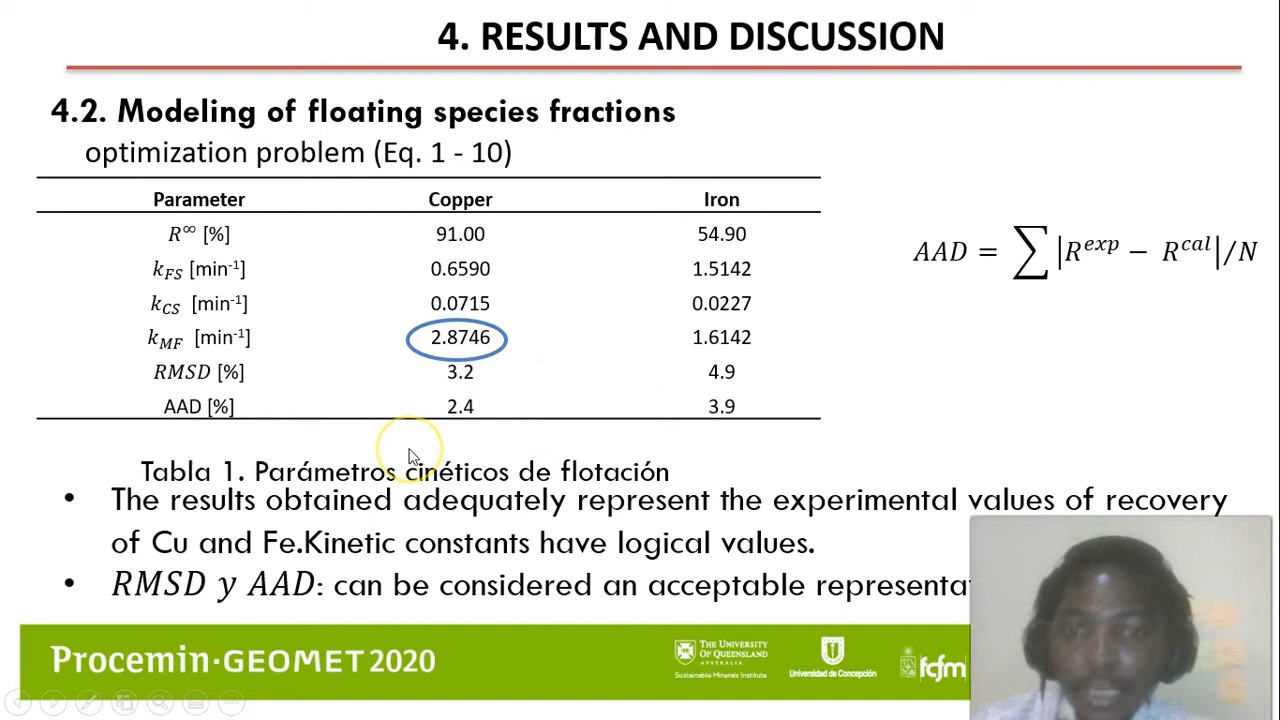 4. RESULTS AND DISCUSSION
4.2. Modeling of floating species fractions
optimization problem (Eq. 1 - 10)
Parameter Copper Iron
R^∞ [%] 91.00 54.90
k_FS [min⁻¹] 0.6590 1.5142
k_CS [min⁻¹] 0.0715 0.0227
k_MF [min⁻¹] 2.8746 1.6142
RMSD [%] 3.2 4.9
AAD [%] 2.4 3.9
AAD = ∑ |R^exp − R^cal|/N
Tabla 1. Parámetros cinéticos de flotación
• The results obtained adequately represent the experimental values of recovery
of Cu and Fe.Kinetic constants have logical values.
• RMSD y AAD: can be considered an acceptable representat
Procemin·GEOMET 2020
THE UNIVERSITY
OF QUEENSLAND
AUSTRALIA
Sustainable Minerals Institute
Universidad de Concepción
fcfm